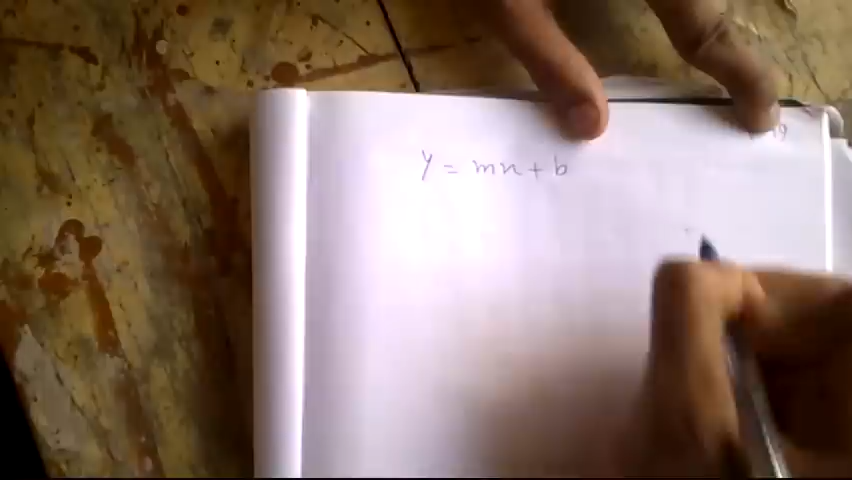 y = mx + b